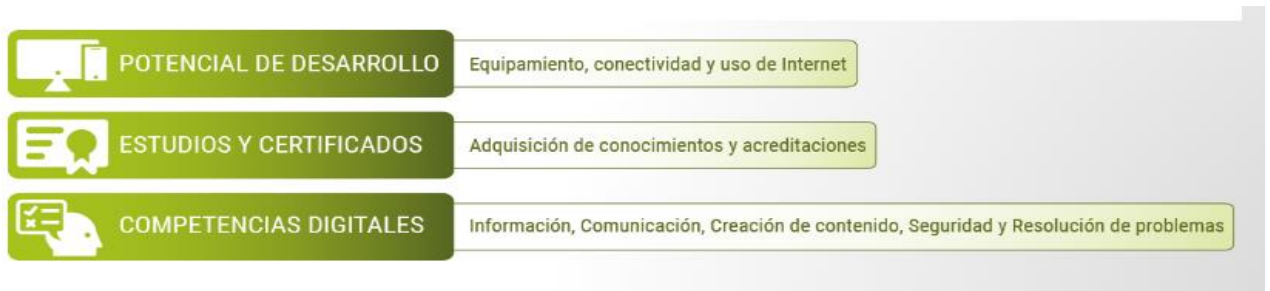 POTENCIAL DE DESARROLLO
Equipamiento, conectividad y uso de Internet
ESTUDIOS Y CERTIFICADOS
Adquisición de conocimientos y acreditaciones
COMPETENCIAS DIGITALES
Información, Comunicación, Creación de contenido, Seguridad y Resolución de problemas